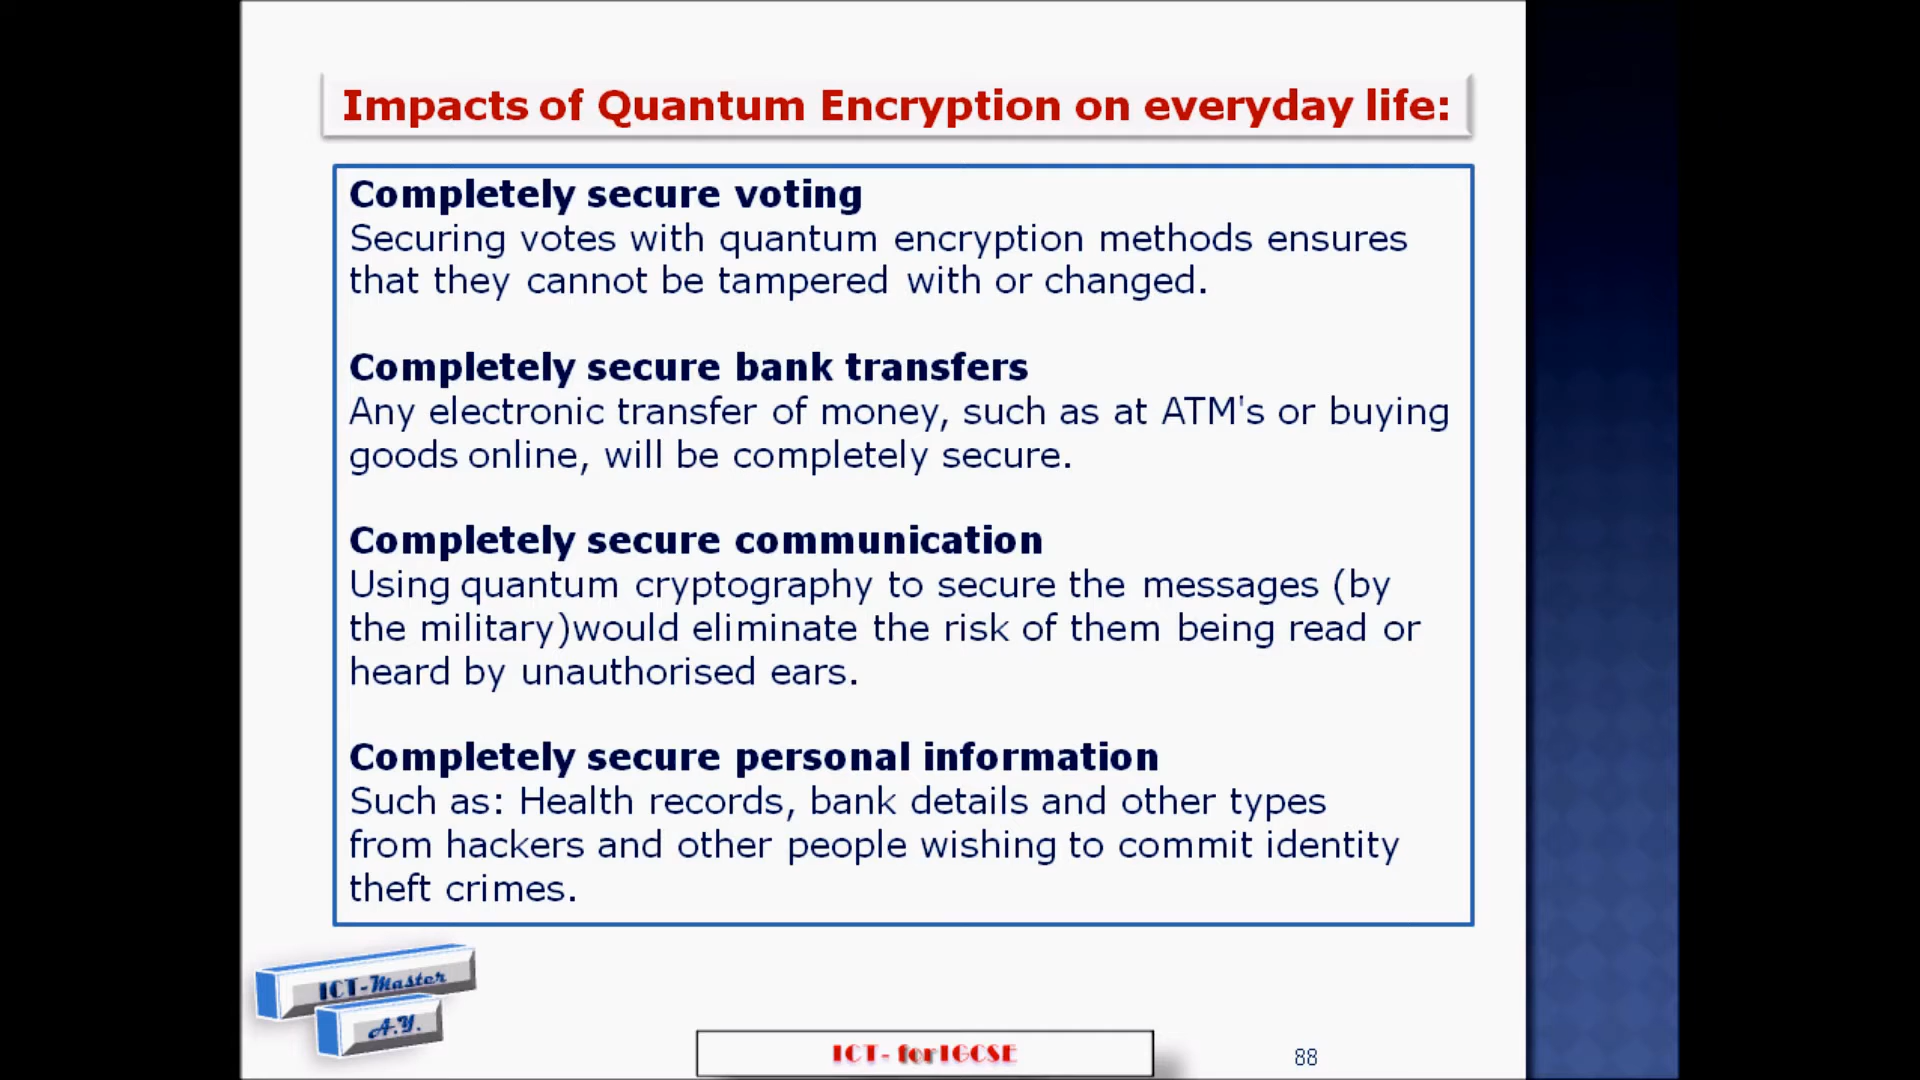 Impacts of Quantum Encryption on everyday life:
Completely secure voting
Securing votes with quantum encryption methods ensures
that they cannot be tampered with or changed.
Completely secure bank transfers
Any electronic transfer of money, such as at ATM's or buying
goods online, will be completely secure.
Completely secure communication
Using quantum cryptography to secure the messages (by
the military)would eliminate the risk of them being read or
heard by unauthorised ears.
Completely secure personal information
Such as: Health records, bank details and other types
from hackers and other people wishing to commit identity
theft crimes.
ICT-Master
A.Y.
ICT- for IGCSE
88